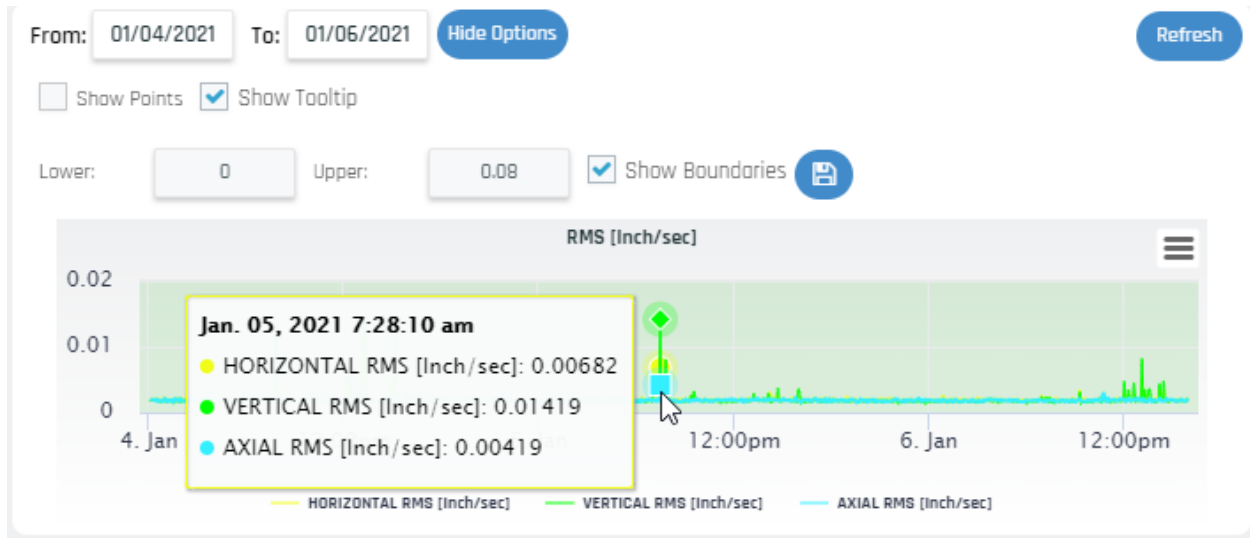 From: 01/04/2021 To: 01/06/2021 Hide Options Refresh
Show Points Show Tooltip
Lower: 0 Upper: 0.08 Show Boundaries
RMS [Inch/sec]
0.02
0.01
0
Jan. 05, 2021 7:28:10 am
HORIZONTAL RMS [Inch/sec]: 0.00682
VERTICAL RMS [Inch/sec]: 0.01419
AXIAL RMS [Inch/sec]: 0.00419
4. Jan 12:00pm 6. Jan 12:00pm
HORIZONTAL RMS [Inch/sec] VERTICAL RMS [Inch/sec] AXIAL RMS [Inch/sec]